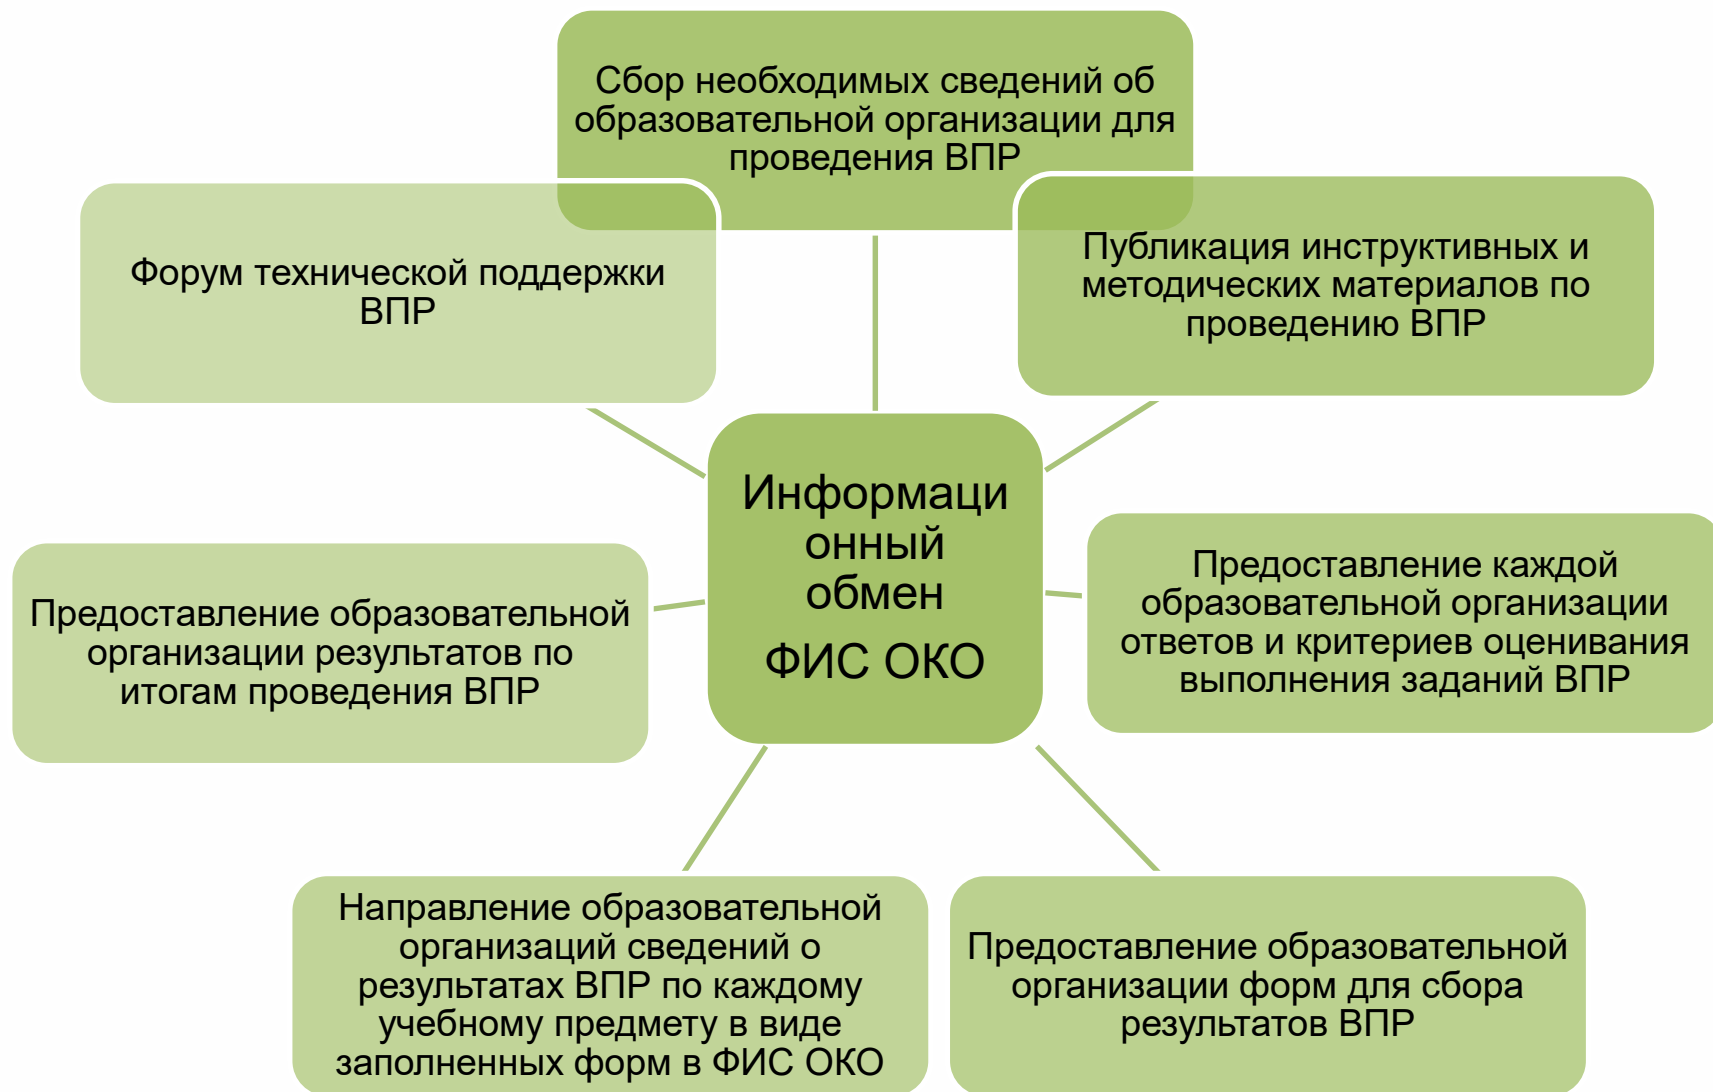 Сбор необходимых сведений об
образовательной организации для
проведения ВПР
Публикация инструктивных и
методических материалов по
проведению ВПР
Предоставление каждой
образовательной организации
ответов и критериев оценивания
выполнения заданий ВПР
Предоставление образовательной
организации форм для сбора
результатов ВПР
Направление образовательной
организаций сведений о
результатах ВПР по каждому
учебному предмету в виде
заполненных форм в ФИС ОКО
Предоставление образовательной
организации результатов по
итогам проведения ВПР
Форум технической поддержки
ВПР
Информаци
онный
обмен
ФИС ОКО